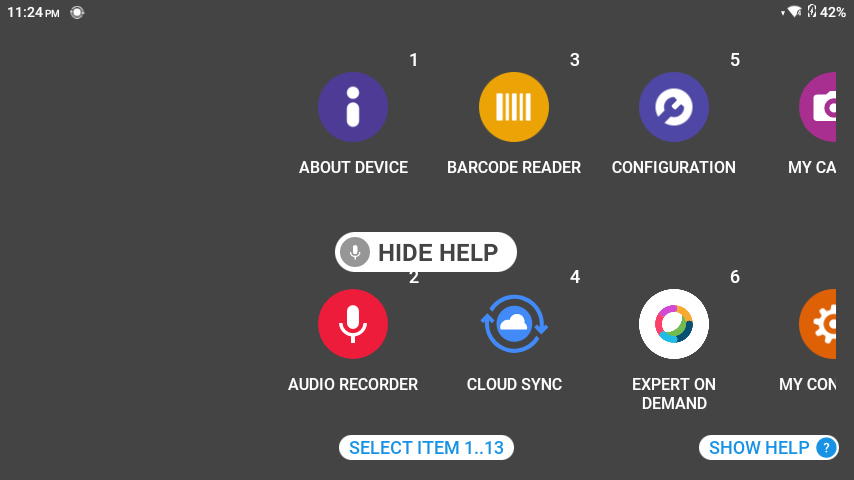 11:24 PM
42%
1
3
5
ABOUT DEVICE
BARCODE READER
CONFIGURATION
MY CA
HIDE HELP
2
4
6
AUDIO RECORDER
CLOUD SYNC
EXPERT ON
DEMAND
MY CON
SELECT ITEM 1..13
SHOW HELP ?